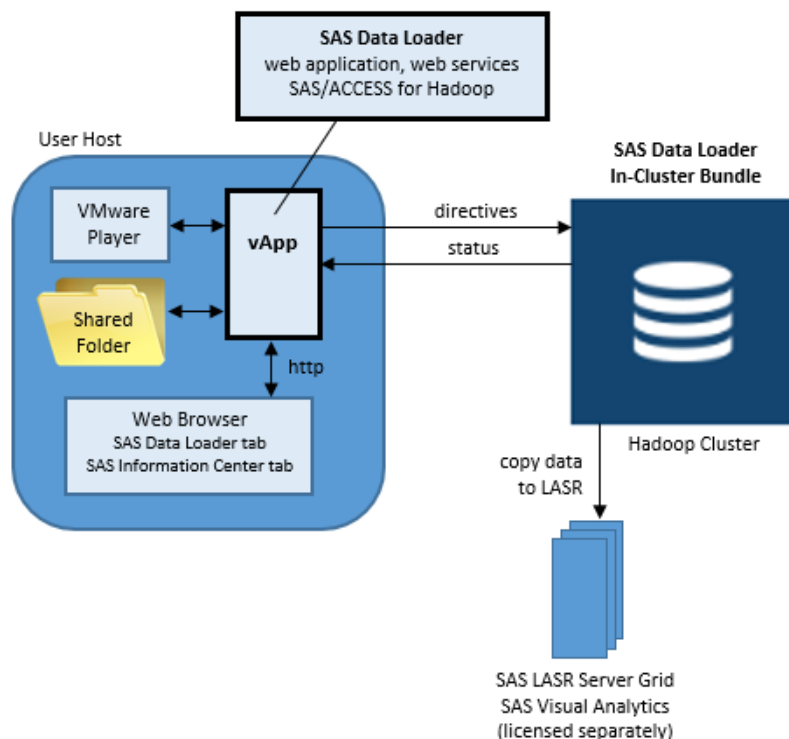 SAS Data Loader
web application, web services
SAS/ACCESS for Hadoop
User Host
SAS Data Loader
In-Cluster Bundle
VMware
Player
vApp
directives
status
Shared
Folder
http
Web Browser
SAS Data Loader tab
SAS Information Center tab
Hadoop Cluster
copy data
to LASR
SAS LASR Server Grid
SAS Visual Analytics
(licensed separately)